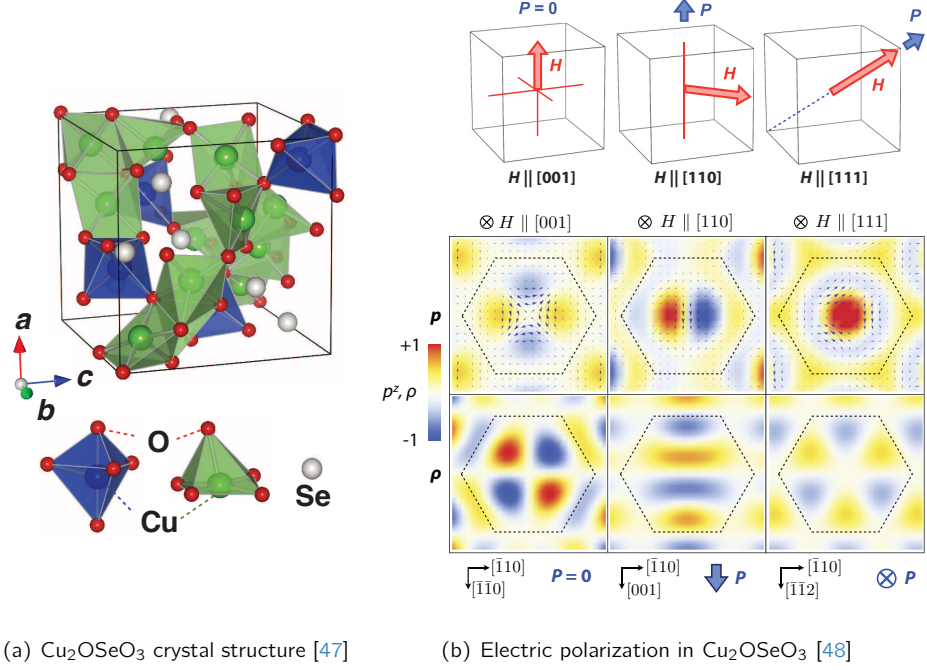 a
c
b
O
Cu
Se
P = 0
P
P
H
H
H
H || [001]
H || [110]
H || [111]
⊗ H ∥ [001]
⊗ H ∥ [110]
⊗ H ∥ [111]
p
+1
pᶻ, ρ
-1
ρ
[1̄10]
[1̄1̄0]
P = 0
[1̄10]
[001]
P
[1̄10]
[1̄1̄2]
⊗ P
(a) Cu₂OSeO₃ crystal structure [47]
(b) Electric polarization in Cu₂OSeO₃ [48]